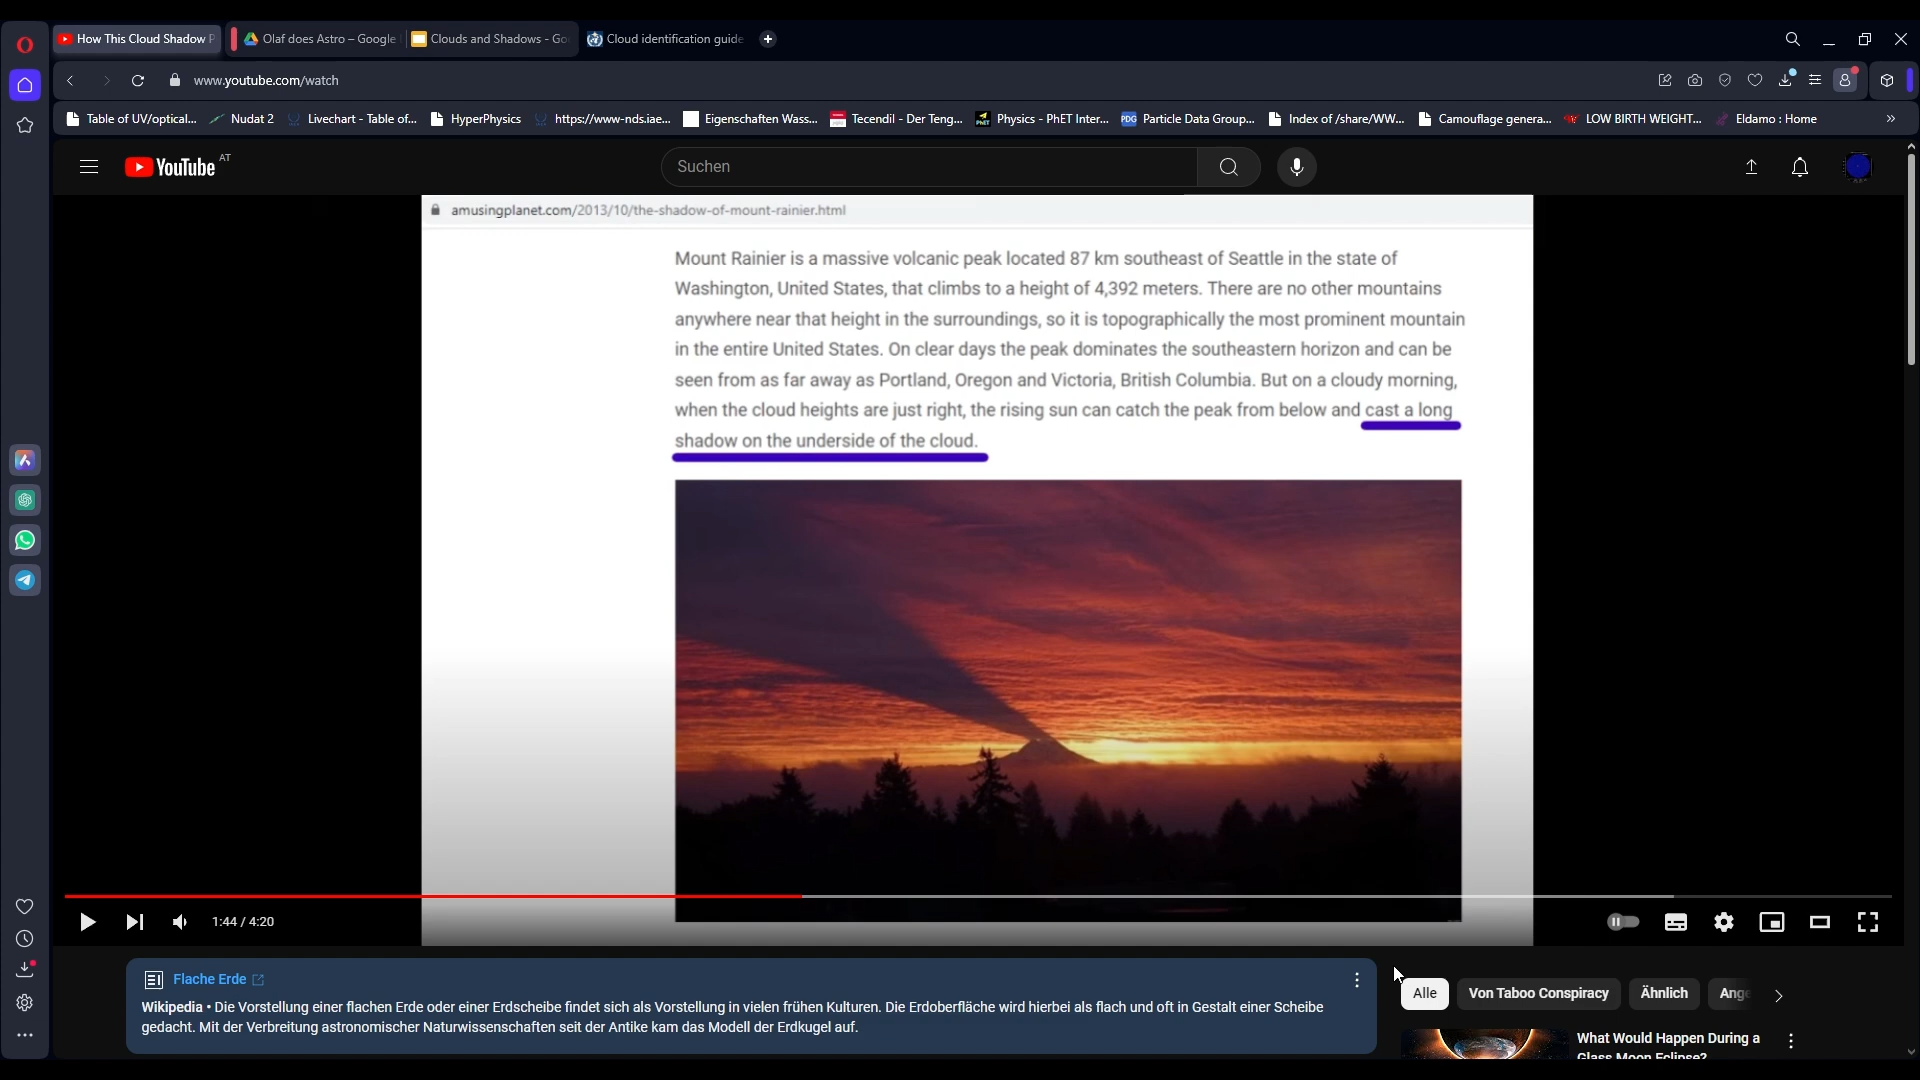 How This Cloud Shadow P
Olaf does Astro – Google
Clouds and Shadows - Go
Cloud identification guide
www.youtube.com/watch
Table of UV/optical...
Nudat 2
Livechart - Table of...
HyperPhysics
https://www-nds.iae...
Eigenschaften Wass...
Tecendil - Der Teng...
Physics - PhET Inter...
PDG
Particle Data Group...
Index of /share/WW...
Camouflage genera...
LOW BIRTH WEIGHT...
Eldamo : Home
YouTube AT
Suchen
amusingplanet.com/2013/10/the-shadow-of-mount-rainier.html
Mount Rainier is a massive volcanic peak located 87 km southeast of Seattle in the state of
Washington, United States, that climbs to a height of 4,392 meters. There are no other mountains
anywhere near that height in the surroundings, so it is topographically the most prominent mountain
in the entire United States. On clear days the peak dominates the southeastern horizon and can be
seen from as far away as Portland, Oregon and Victoria, British Columbia. But on a cloudy morning,
when the cloud heights are just right, the rising sun can catch the peak from below and cast a long
shadow on the underside of the cloud.
1:44 / 4:20
Flache Erde
Wikipedia • Die Vorstellung einer flachen Erde oder einer Erdscheibe findet sich als Vorstellung in vielen frühen Kulturen. Die Erdoberfläche wird hierbei als flach und oft in Gestalt einer Scheibe
gedacht. Mit der Verbreitung astronomischer Naturwissenschaften seit der Antike kam das Modell der Erdkugel auf.
Alle
Von Taboo Conspiracy
Ähnlich
Ange
What Would Happen During a
Glass Moon Eclipse?